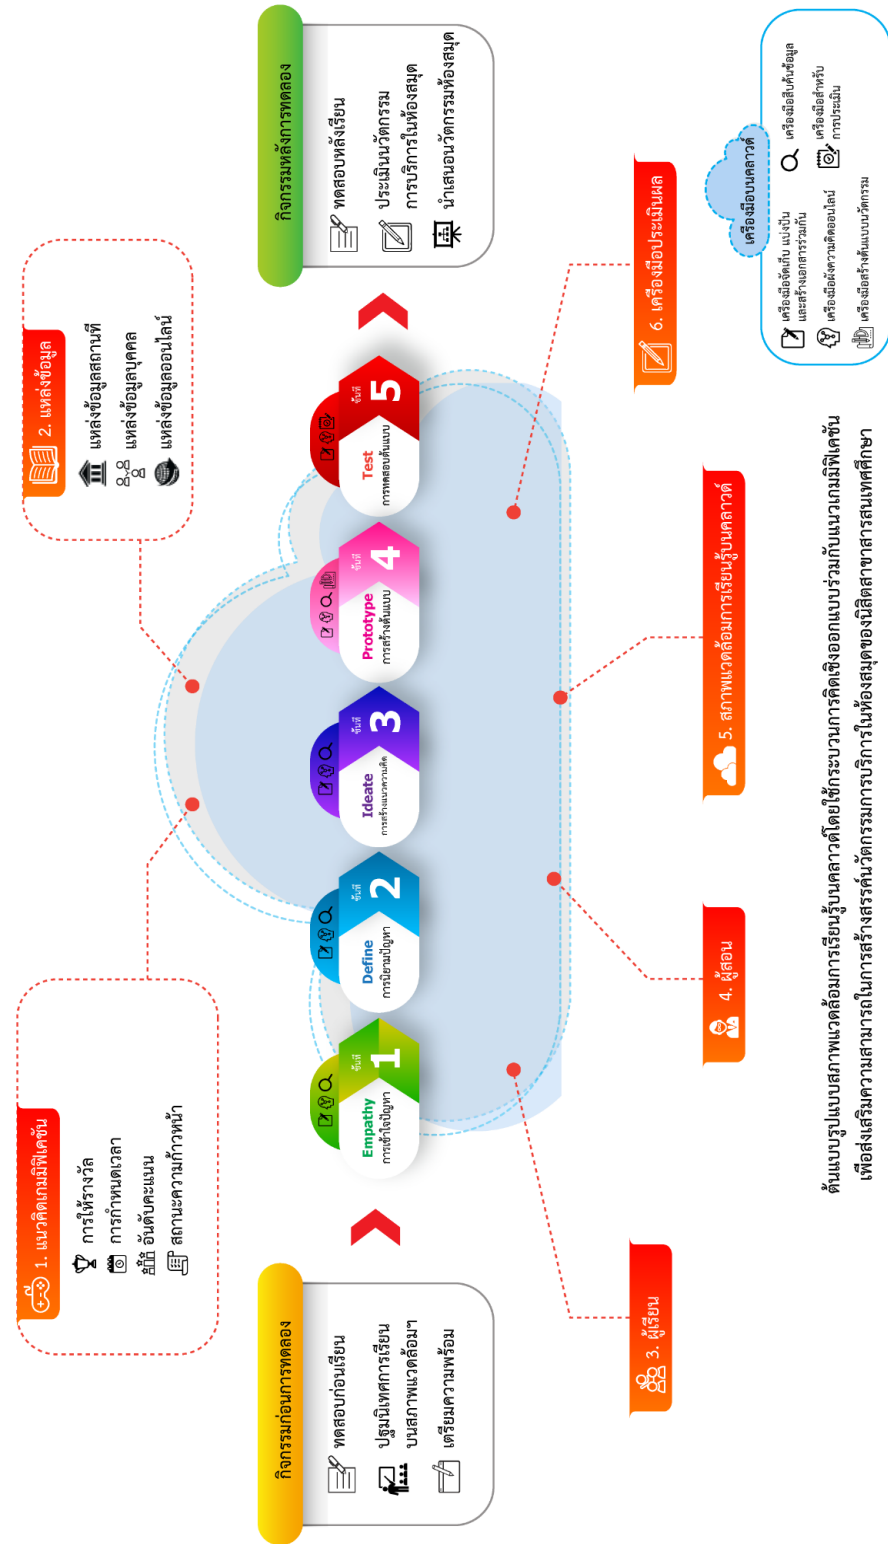 1. แนวคิดเกมมิฟิเคชัน
การให้รางวัล
การกำหนดเวลา
อันดับคะแนน
สถานะความก้าวหน้า
2. แหล่งข้อมูล
แหล่งข้อมูลสถานที่
แหล่งข้อมูลบุคคล
แหล่งข้อมูลออนไลน์
กิจกรรมก่อนการทดลอง
ทดสอบก่อนเรียน
ปฐมนิเทศการเรียน
บนสภาพแวดล้อมฯ
เตรียมความพร้อม
Empathy
การเข้าใจปัญหา
ขั้นที่
1
Define
การนิยามปัญหา
ขั้นที่
2
Ideate
การสร้างแนวความคิด
ขั้นที่
3
Prototype
การสร้างต้นแบบ
ขั้นที่
4
Test
การทดสอบต้นแบบ
ขั้นที่
5
กิจกรรมหลังการทดลอง
ทดสอบหลังเรียน
ประเมินนวัตกรรม
การบริการในห้องสมุด
นำเสนอนวัตกรรมห้องสมุด
3. ผู้เรียน
4. ผู้สอน
5. สภาพแวดล้อมการเรียนรู้บนคลาวด์
6. เครื่องมือประเมินผล
เครื่องมือบนคลาวด์
เครื่องมือจัดเก็บ แบ่งปัน
และสร้างเอกสารร่วมกัน
เครื่องมือสืบค้นข้อมูล
เครื่องมือผังความคิดออนไลน์
เครื่องมือสำหรับ
การประเมิน
เครื่องมือสร้างต้นแบบนวัตกรรม
ต้นแบบรูปแบบสภาพแวดล้อมการเรียนรู้บนคลาวด์โดยใช้กระบวนการคิดเชิงออกแบบร่วมกับแนวเกมมิฟิเคชัน
เพื่อส่งเสริมความสามารถในการสร้างสรรค์นวัตกรรมการบริการในห้องสมุดของนิสิตสาขาสารสนเทศศึกษา